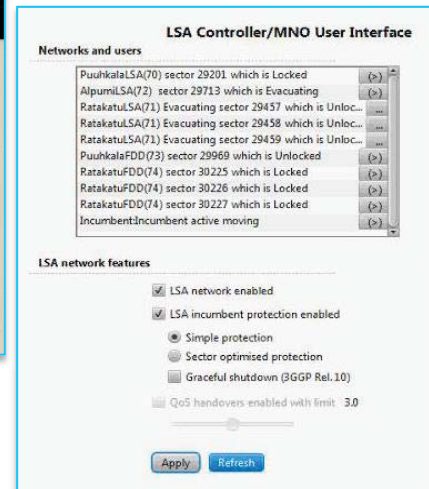 LSA Controller/MNO User Interface
Networks and users
PuuhkalaLSA(70) sector 29201 which is Locked (>)
AlpumiLSA(72) sector 29713 which is Evacuating (>)
RatakatuLSA(71) Evacuating sector 29457 which is Unloc... ...
RatakatuLSA(71) Evacuating sector 29458 which is Unloc... ...
RatakatuLSA(71) Evacuating sector 29459 which is Unloc... ...
PuuhkalaFDD(73) sector 29969 which is Unlocked (>)
RatakatuFDD(74) sector 30225 which is Locked (>)
RatakatuFDD(74) sector 30226 which is Locked (>)
RatakatuFDD(74) sector 30227 which is Locked (>)
Incumbent:Incumbent active moving (>)
LSA network features
LSA network enabled
LSA incumbent protection enabled
Simple protection
Sector optimised protection
Graceful shutdown (3GGP Rel.10)
QoS handovers enabled with limit 3.0
Apply Refresh